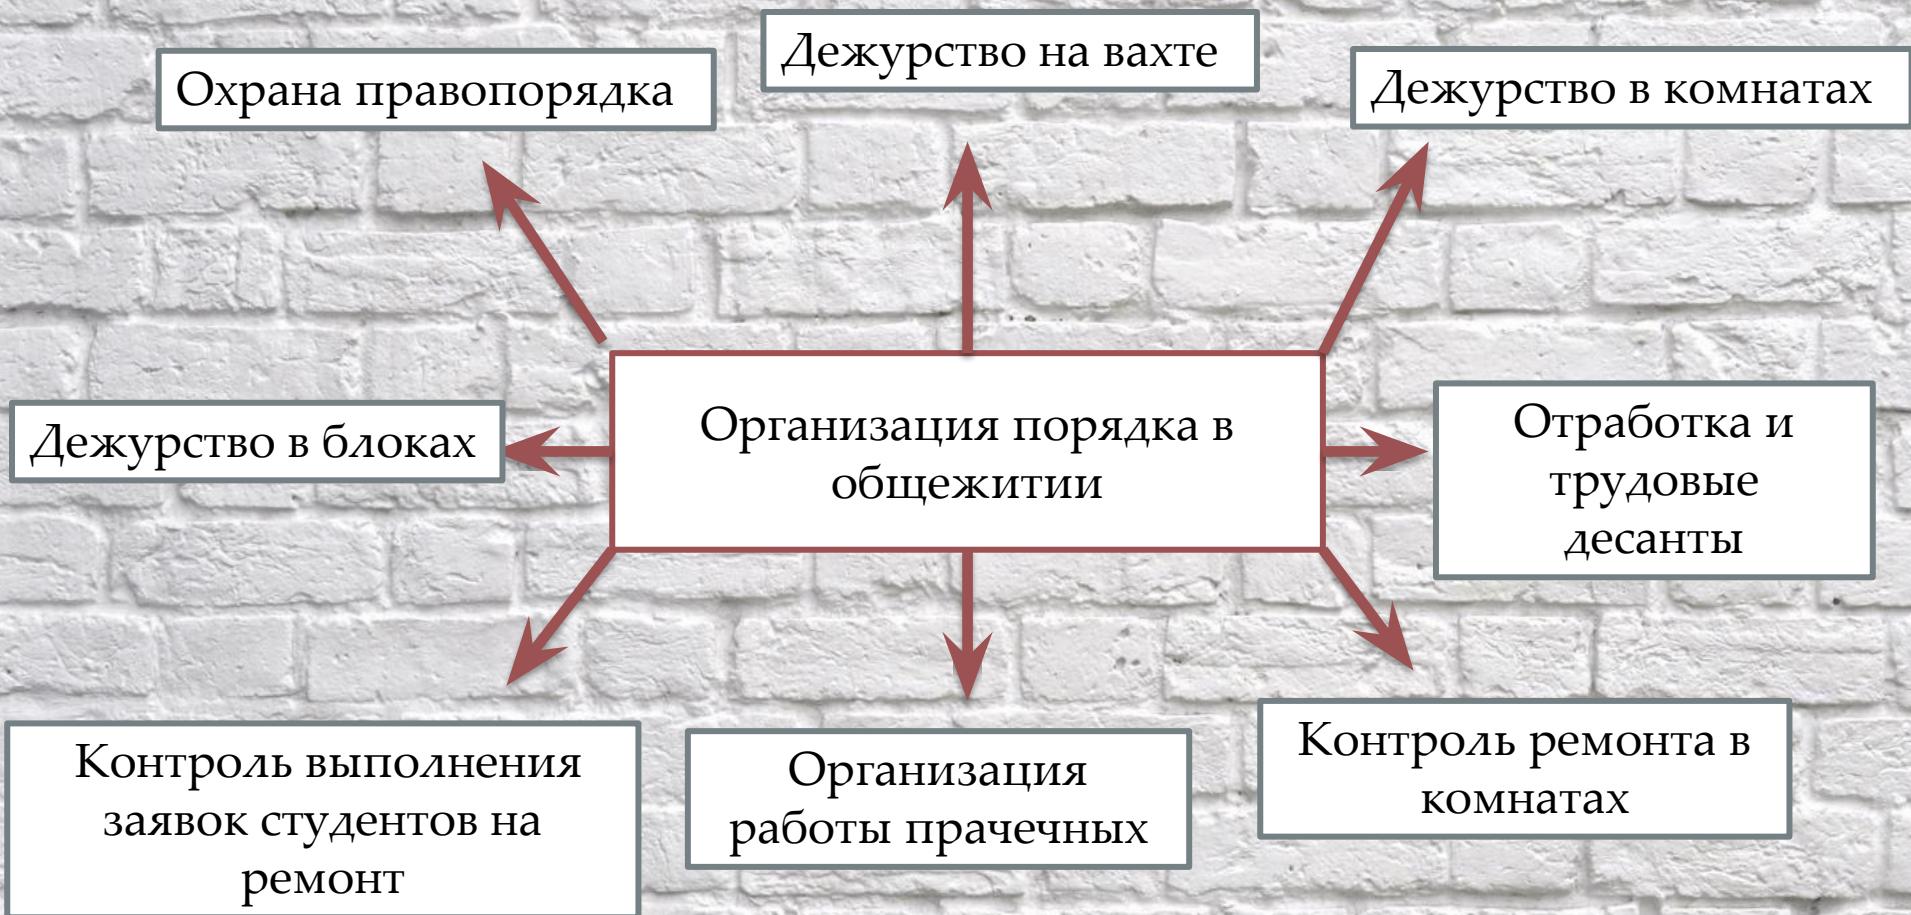 Дежурство на вахте
Охрана правопорядка
Дежурство в комнатах
Дежурство в блоках
Организация порядка в
общежитии
Отработка и
трудовые
десанты
Контроль выполнения
заявок студентов на
ремонт
Организация
работы прачечных
Контроль ремонта в
комнатах